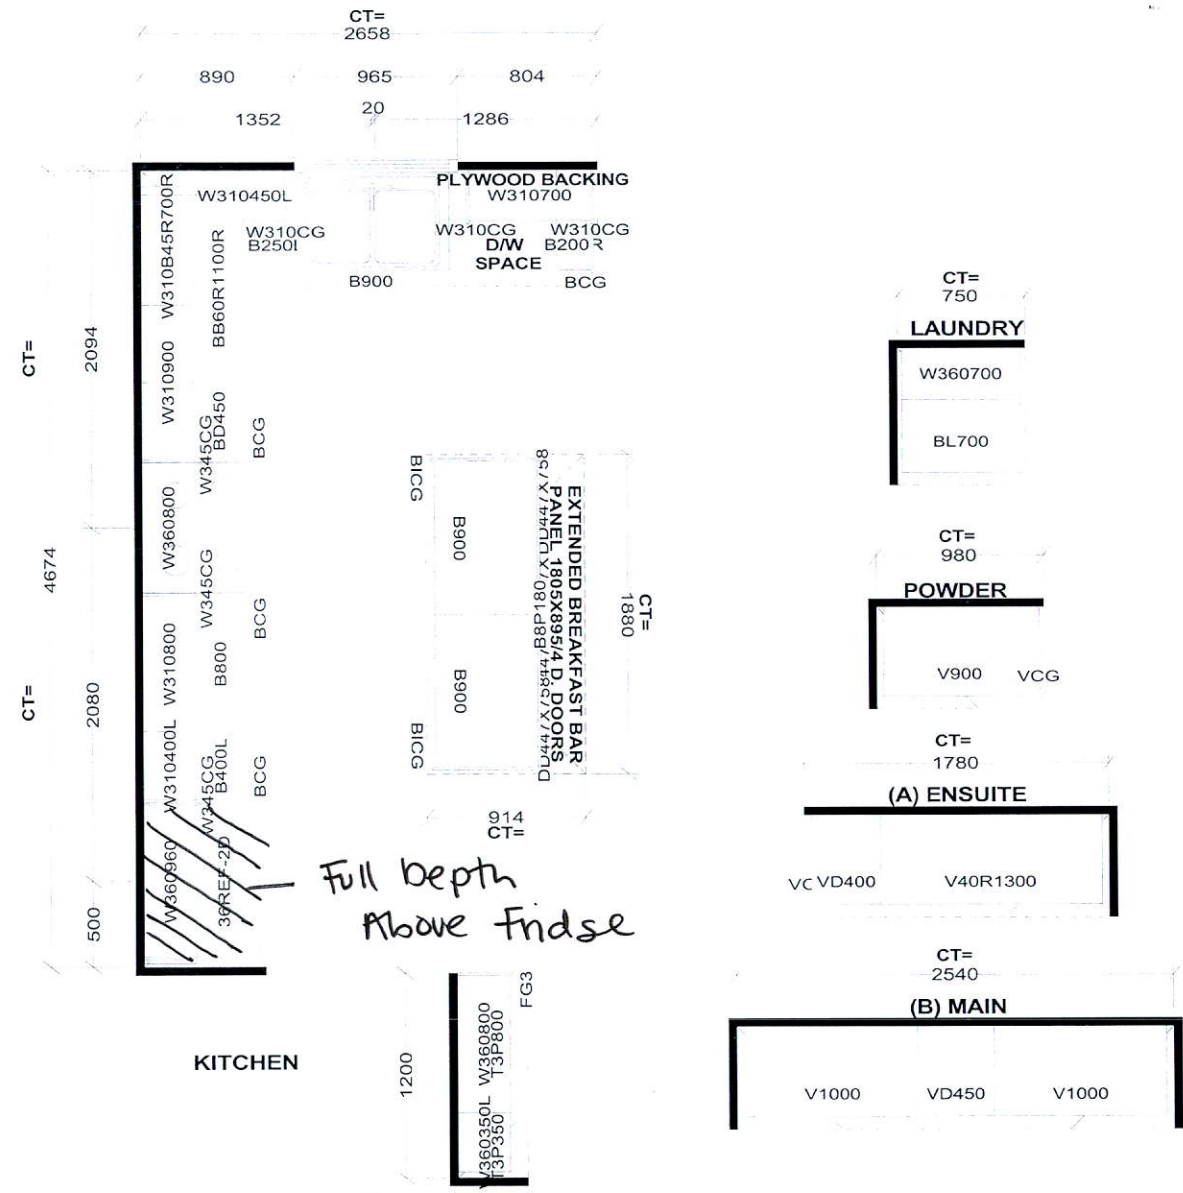 CT=
2658
890
965
804
20
1352
1286
PLYWOOD BACKING
W310450L
W310700
W310CG
B250
W310CG
W310CG
D/W
SPACE
B200R
B900
BCG
W310B45R700R
BB60R1100R
W310900
BD450
W345CG
BCG
W360800
W345CG
BCG
W310800
B800
W310400L
B400L
W345CG
BCG
W360960
36REF-2D
CT=
2094
4674
CT=
2080
500
Full Depth
Above Fridge
BICG
B900
B900
BICG
EXTENDED BREAKFAST BAR
PANEL 1805X895/4 D. DOORS
CT=
1880
914
CT=
KITCHEN
1200
FG3
W360800
T3P800
W360350L
T3P350
CT=
750
LAUNDRY
W360700
BL700
CT=
980
POWDER
V900
VCG
CT=
1780
(A) ENSUITE
VC VD400
V40R1300
CT=
2540
(B) MAIN
V1000
VD450
V1000